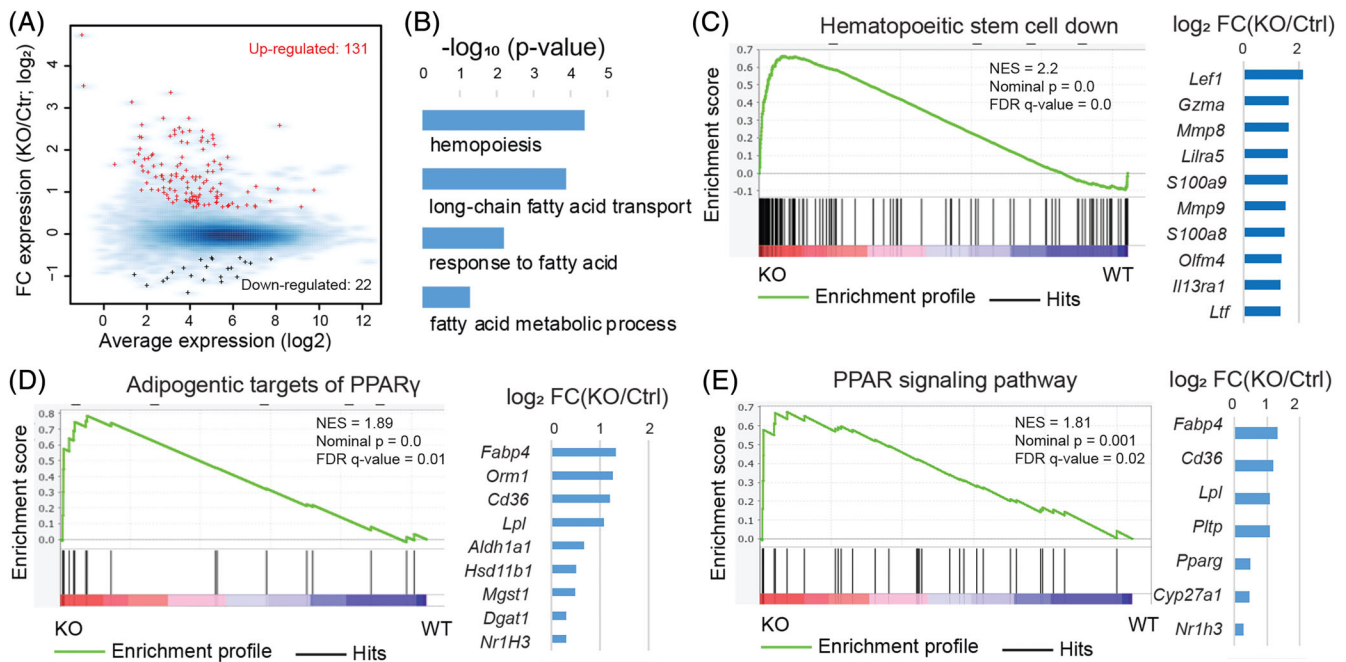 (A)
Up-regulated: 131
FC expression (KO/Ctr; log₂)
4
3
2
1
0
−1
Down-regulated: 22
0 2 4 6 8 10 12
Average expression (log2)
(B)
-log₁₀ (p-value)
0 1 2 3 4 5
hemopoiesis
long-chain fatty acid transport
response to fatty acid
fatty acid metabolic process
(C)
Hematopoeitic stem cell down
Enrichment score
0.7
0.6
0.5
0.4
0.3
0.2
0.1
0.0
-0.1
NES = 2.2
Nominal p = 0.0
FDR q-value = 0.0
KO WT
Enrichment profile Hits
log₂ FC(KO/Ctrl)
0 1 2
Lef1
Gzma
Mmp8
Lilra5
S100a9
Mmp9
S100a8
Olfm4
Il13ra1
Ltf
(D)
Adipogentic targets of PPARγ
Enrichment score
0.8
0.7
0.6
0.5
0.4
0.3
0.2
0.1
0.0
NES = 1.89
Nominal p = 0.0
FDR q-value = 0.01
KO WT
Enrichment profile Hits
log₂ FC(KO/Ctrl)
0 1 2
Fabp4
Orm1
Cd36
Lpl
Aldh1a1
Hsd11b1
Mgst1
Dgat1
Nr1H3
(E)
PPAR signaling pathway
Enrichment score
0.7
0.6
0.5
0.4
0.3
0.2
0.1
0.0
NES = 1.81
Nominal p = 0.001
FDR q-value = 0.02
KO WT
Enrichment profile Hits
log₂ FC(KO/Ctrl)
0 1 2
Fabp4
Cd36
Lpl
Pltp
Pparg
Cyp27a1
Nr1h3